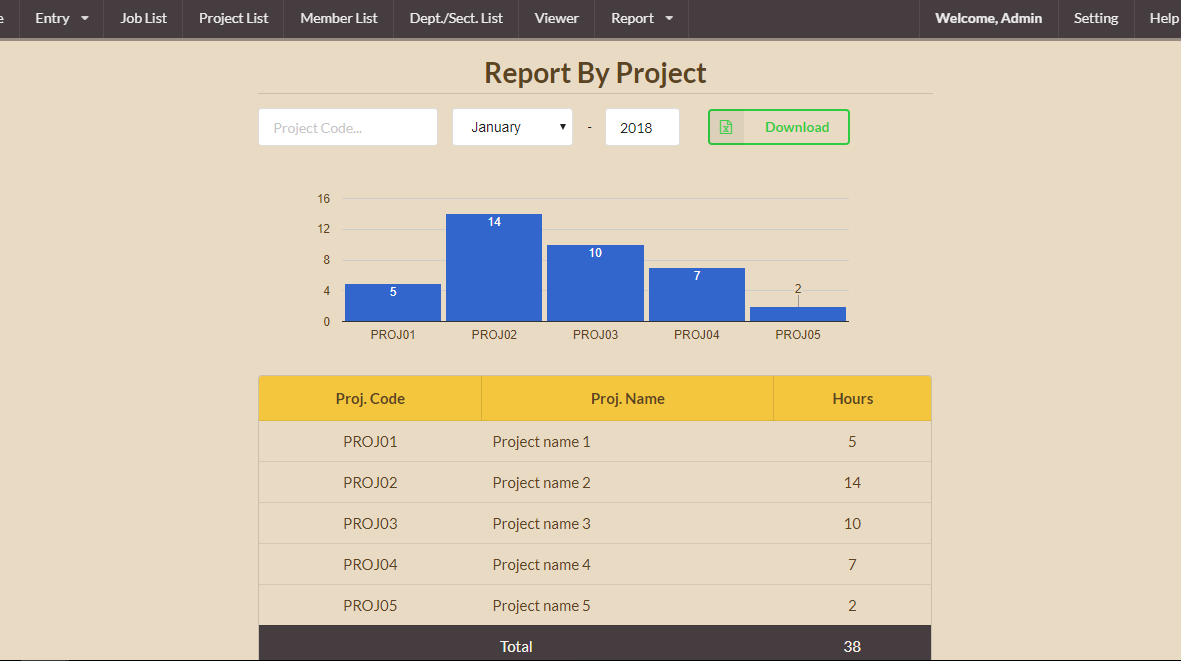 e Entry Job List Project List Member List Dept./Sect. List Viewer Report Welcome, Admin Setting Help
Report By Project
Project Code... January - 2018 Download
16
12
8
4
0
5 14 10 7 2
PROJ01 PROJ02 PROJ03 PROJ04 PROJ05
Proj. Code Proj. Name Hours
PROJ01 Project name 1 5
PROJ02 Project name 2 14
PROJ03 Project name 3 10
PROJ04 Project name 4 7
PROJ05 Project name 5 2
Total 38